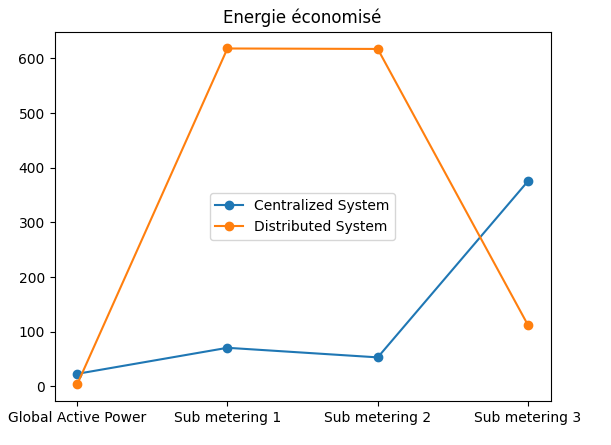 Energie économisé
600
500
400
300
200
100
0
Centralized System
Distributed System
Global Active Power
Sub metering 1
Sub metering 2
Sub metering 3